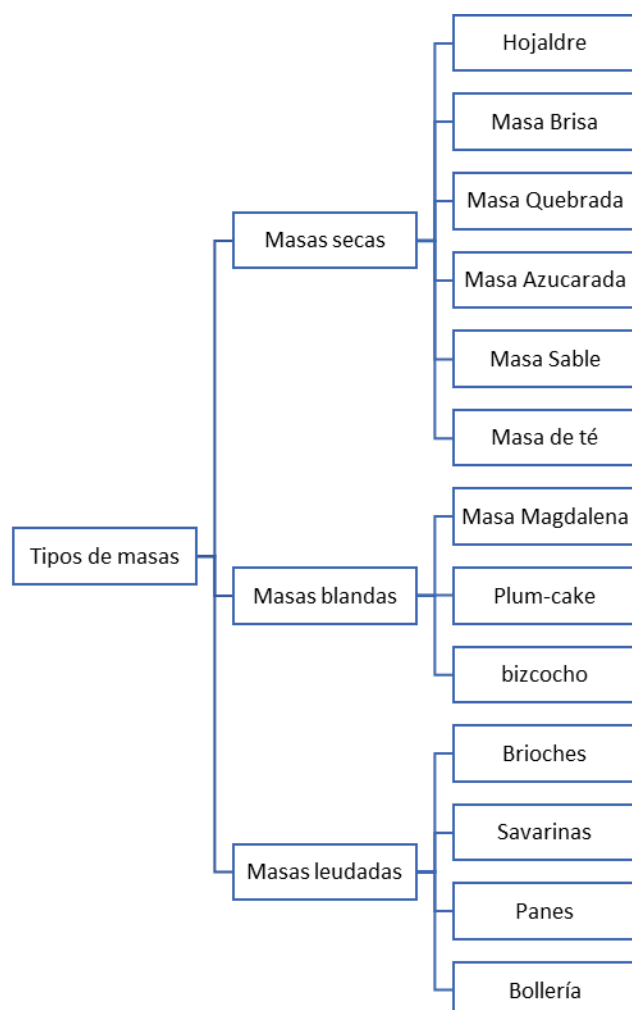 Tipos de masas
Masas secas
Hojaldre
Masa Brisa
Masa Quebrada
Masa Azucarada
Masa Sable
Masa de té
Masas blandas
Masa Magdalena
Plum-cake
bizcocho
Masas leudadas
Brioches
Savarinas
Panes
Bollería